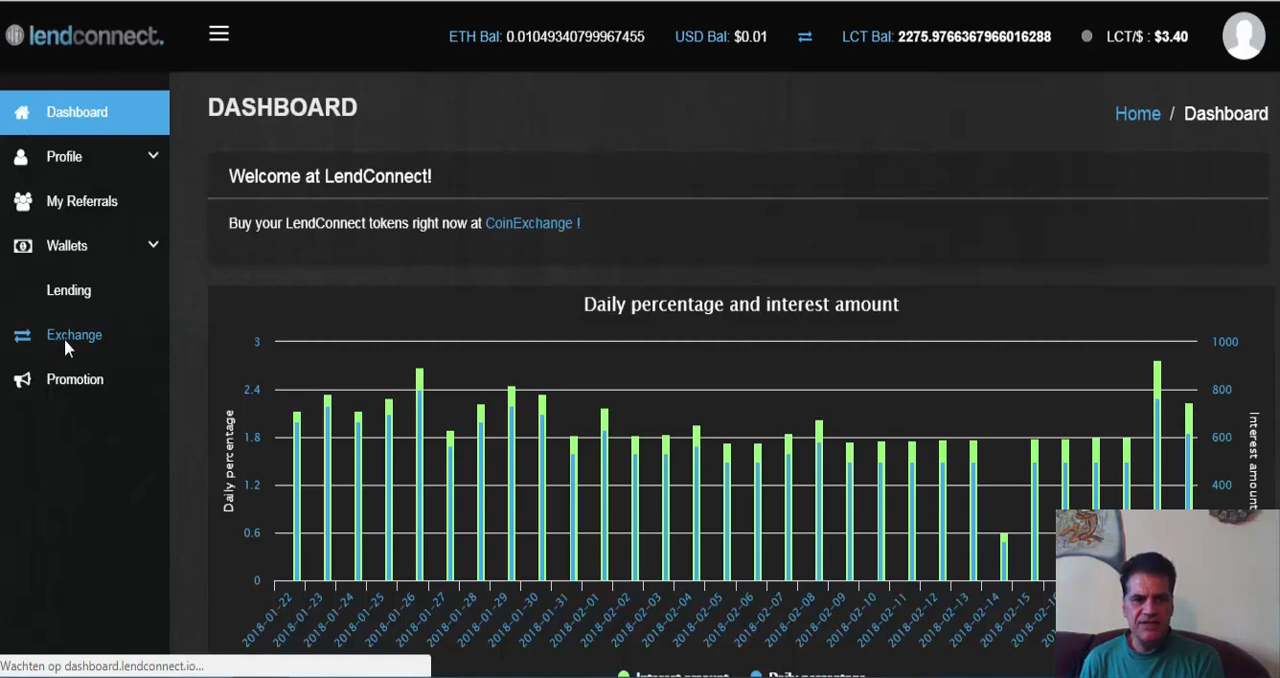 lendconnect.
ETH Bal: 0.01049340799967455 USD Bal: $0.01 LCT Bal: 2275.9766367966016288 LCT/$ : $3.40
Dashboard
Profile
My Referrals
Wallets
Lending
Exchange
Promotion
DASHBOARD
Home / Dashboard
Welcome at LendConnect!
Buy your LendConnect tokens right now at CoinExchange !
Daily percentage and interest amount
3
2.4
1.8
1.2
0.6
0
Daily percentage
1000
800
600
400
Interest amount
2018-01-22
2018-01-23
2018-01-24
2018-01-25
2018-01-26
2018-01-27
2018-01-28
2018-01-29
2018-01-30
2018-01-31
2018-02-01
2018-02-02
2018-02-03
2018-02-04
2018-02-05
2018-02-06
2018-02-07
2018-02-08
2018-02-09
2018-02-10
2018-02-11
2018-02-12
2018-02-13
2018-02-14
2018-02-15
Interest amount Daily percentage
Wachten op dashboard.lendconnect.io...